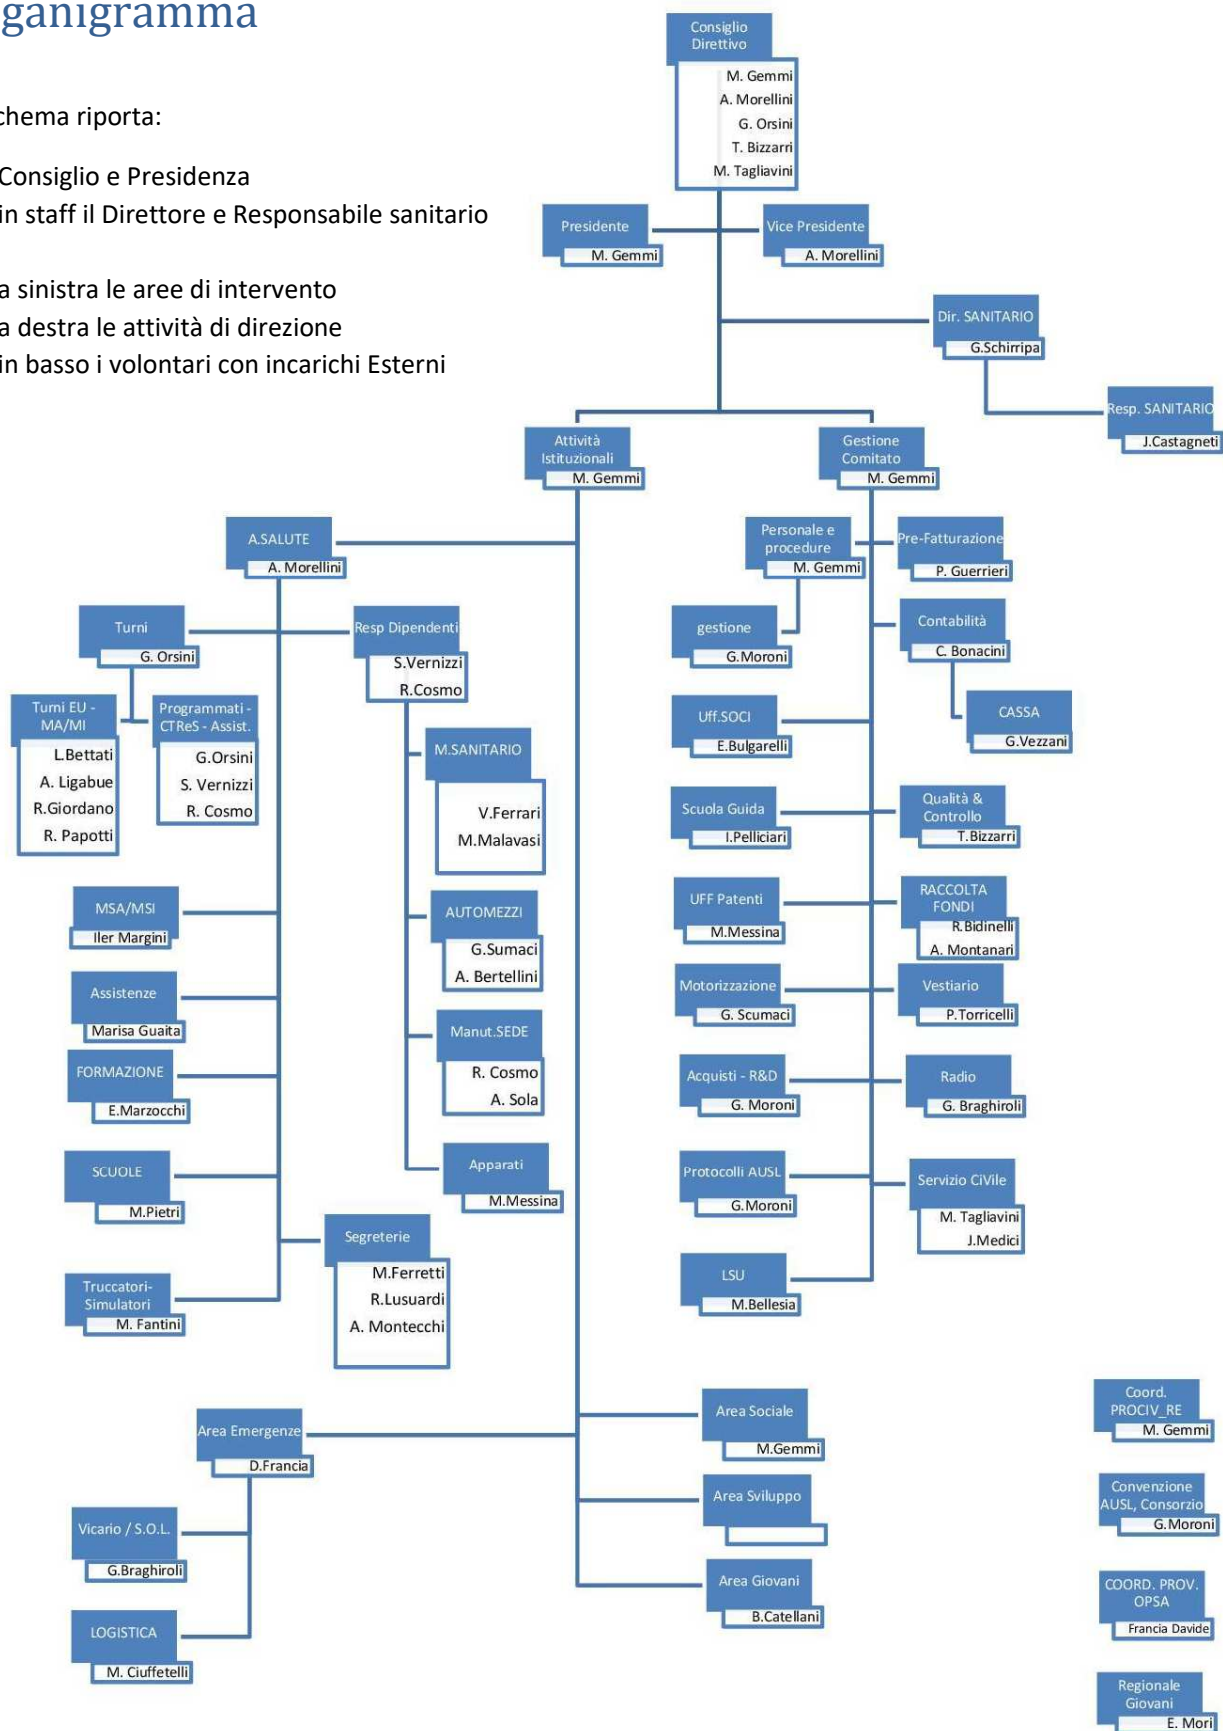 ganigramma
chema riporta:
Consiglio e Presidenza
in staff il Direttore e Responsabile sanitario
a sinistra le aree di intervento
a destra le attività di direzione
in basso i volontari con incarichi Esterni
Consiglio
Direttivo
M. Gemmi
A. Morellini
G. Orsini
T. Bizzarri
M. Tagliavini
Presidente
M. Gemmi
Vice Presidente
A. Morellini
Dir. SANITARIO
G.Schirripa
Resp. SANITARIO
J.Castagneti
Attività
Istituzionali
M. Gemmi
Gestione
Comitato
M. Gemmi
A.SALUTE
A. Morellini
Turni
G. Orsini
Resp Dipendenti
S.Vernizzi
R.Cosmo
Turni EU -
MA/MI
L.Bettati
A. Ligabue
R.Giordano
R. Papotti
Programmati -
CTReS - Assist.
G.Orsini
S. Vernizzi
R. Cosmo
M.SANITARIO
V.Ferrari
M.Malavasi
MSA/MSI
Iler Margini
AUTOMEZZI
G.Sumaci
A. Bertellini
Assistenze
Marisa Guaita
Manut.SEDE
R. Cosmo
A. Sola
FORMAZIONE
E.Marzocchi
SCUOLE
M.Pietri
Apparati
M.Messina
Segreterie
M.Ferretti
R.Lusuardi
A. Montecchi
Truccatori-
Simulatori
M. Fantini
Personale e
procedure
M. Gemmi
Pre-Fatturazione
P. Guerrieri
gestione
G.Moroni
Contabilità
C. Bonacini
Uff.SOCI
E.Bulgarelli
CASSA
G.Vezzani
Scuola Guida
I.Pelliciari
Qualità &
Controllo
T.Bizzarri
UFF Patenti
M.Messina
RACCOLTA
FONDI
R.Bidinelli
A. Montanari
Motorizzazione
G. Scumaci
Vestiario
P.Torricelli
Acquisti - R&D
G. Moroni
Radio
G. Braghiroli
Protocolli AUSL
G.Moroni
Servizio CiVile
M. Tagliavini
J.Medici
LSU
M.Bellesia
Area Emergenze
D.Francia
Vicario / S.O.L.
G.Braghiroli
LOGISTICA
M. Ciuffetelli
Area Sociale
M.Gemmi
Area Sviluppo
Area Giovani
B.Catellani
Coord.
PROCIV_RE
M. Gemmi
Convenzione
AUSL, Consorzio
G.Moroni
COORD. PROV.
OPSA
Francia Davide
Regionale
Giovani
E. Mori